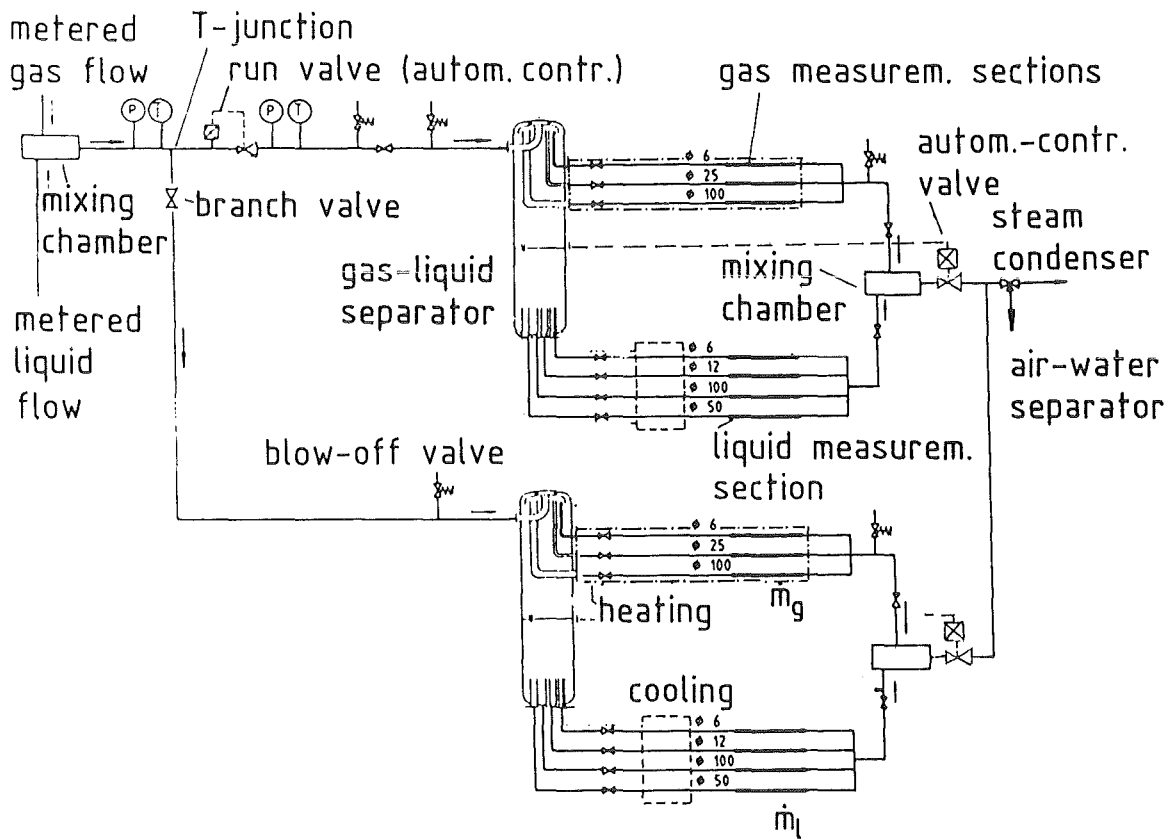 metered
gas flow
T-junction
run valve (autom. contr.)
gas measurem. sections
P
T
P
T
mixing
chamber
branch valve
metered
liquid
flow
gas-liquid
separator
ϕ 6
ϕ 25
ϕ 100
autom.-contr.
valve
steam
condenser
mixing
chamber
air-water
separator
ϕ 6
ϕ 12
ϕ 100
ϕ 50
liquid measurem.
section
blow-off valve
ϕ 6
ϕ 25
ϕ 100
heating
ṁg
cooling
ϕ 6
ϕ 12
ϕ 100
ϕ 50
ṁl